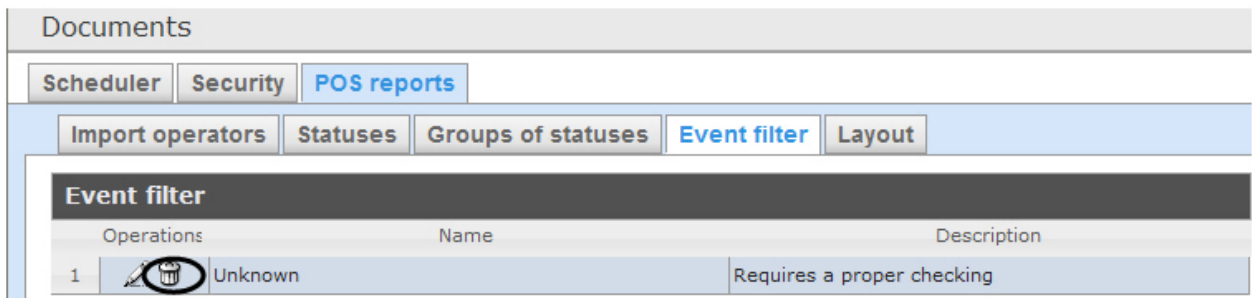 Documents
Scheduler Security POS reports
Import operators Statuses Groups of statuses Event filter Layout
Event filter
Operations Name Description
1 Unknown Requires a proper checking